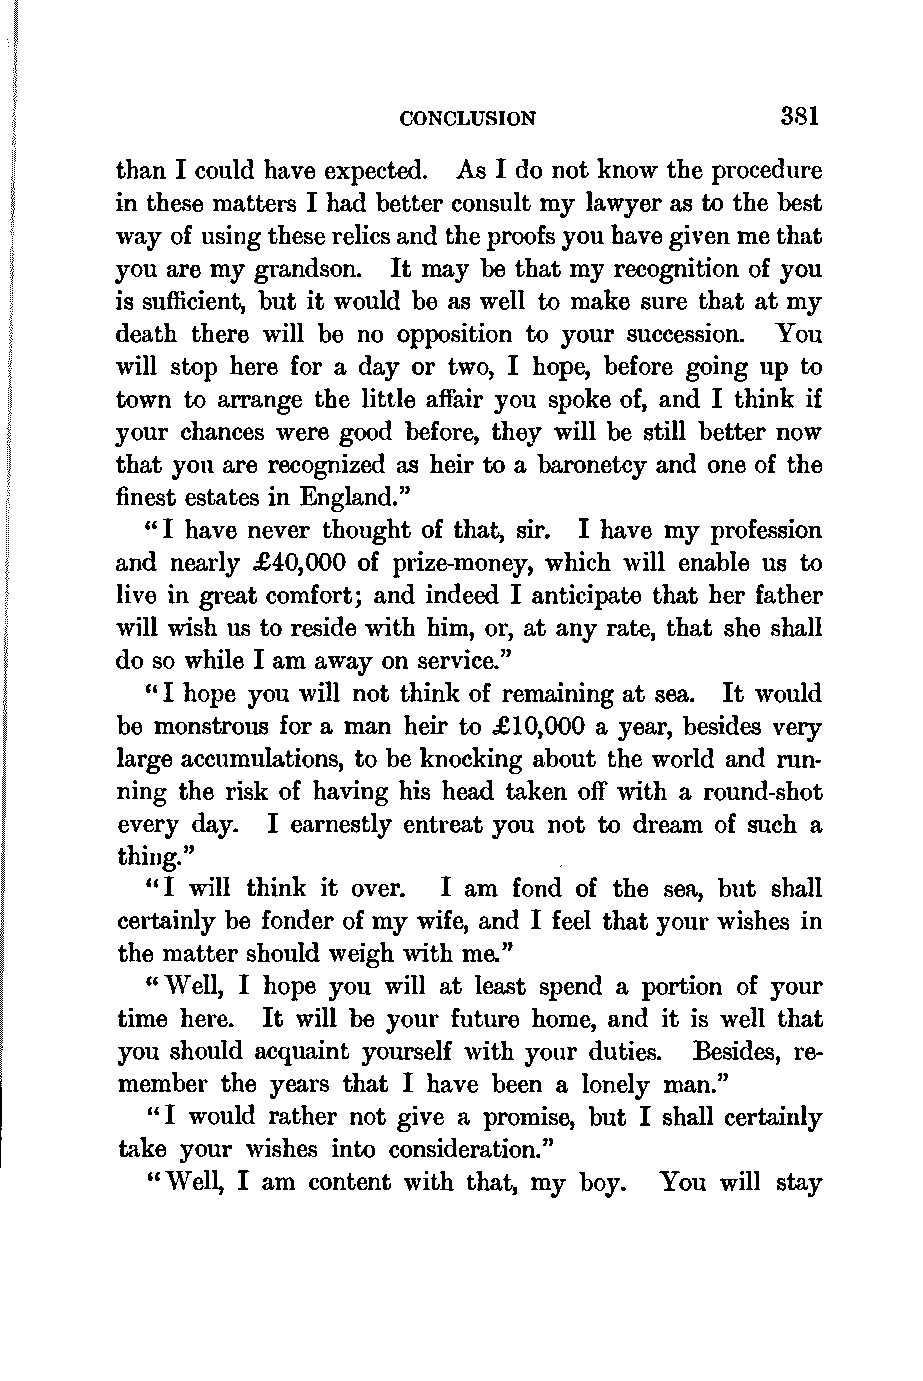 CONCLUSION 381
than I could have expected. As I do not know the procedure
in these matters I had better consult my lawyer as to the best
way of using these relics and the proofs you have given me that
you are my grandson. It may be that my recognition of you
is sufficient, but it would be as well to make sure that at my
death there will be no opposition to your succession. You
will stop here for a day or two, I hope, before going up to
town to arrange the little affair you spoke of, and I think if
your chances were good before, they will be still better now
that you are recognized as heir to a baronetcy and one of the
finest estates in England.”
“I have never thought of that, sir. I have my profession
and nearly £40,000 of prize-money, which will enable us to
live in great comfort; and indeed I anticipate that her father
will wish us to reside with him, or, at any rate, that she shall
do so while I am away on service.”
“I hope you will not think of remaining at sea. It would
be monstrous for a man heir to £10,000 a year, besides very
large accumulations, to be knocking about the world and run-
ning the risk of having his head taken off with a round-shot
every day. I earnestly entreat you not to dream of such a
thing.”
“I will think it over. I am fond of the sea, but shall
certainly be fonder of my wife, and I feel that your wishes in
the matter should weigh with me.”
“Well, I hope you will at least spend a portion of your
time here. It will be your future home, and it is well that
you should acquaint yourself with your duties. Besides, re-
member the years that I have been a lonely man.”
“I would rather not give a promise, but I shall certainly
take your wishes into consideration.”
“Well, I am content with that, my boy. You will stay